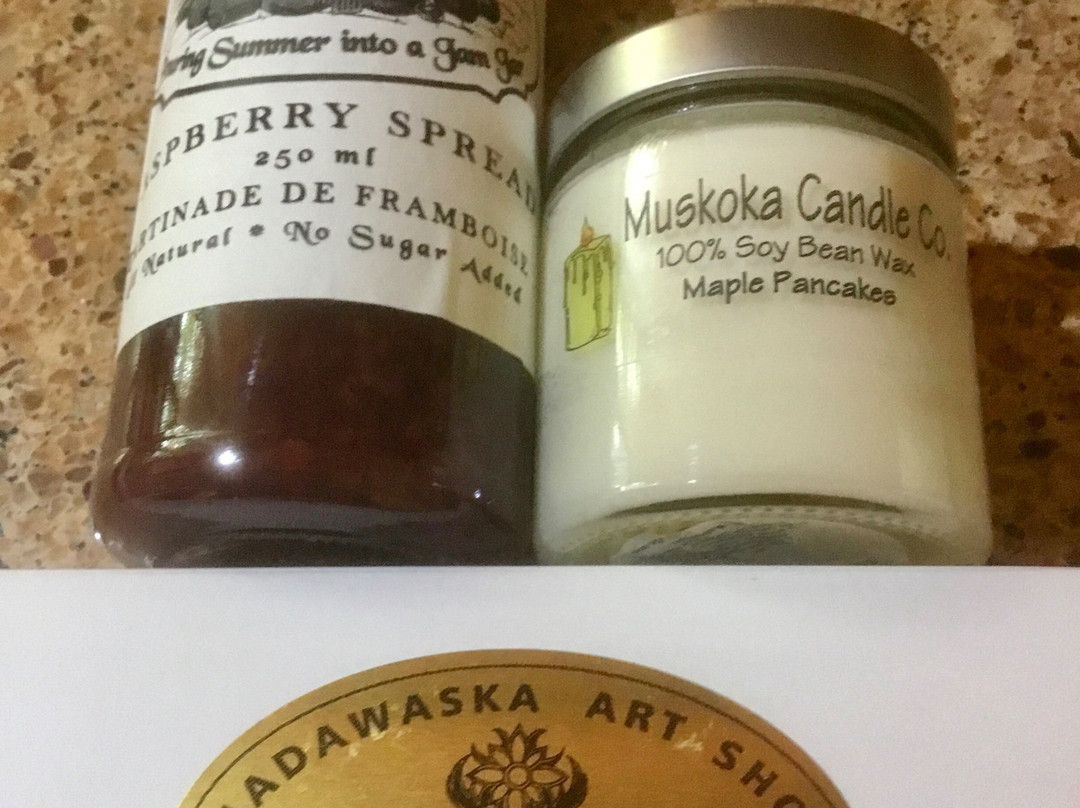 Summer into a Jam Jar
SPBERRY SPREAD
250 ml
RTINADE DE FRAMBOISE
Natural * No Sugar Added
Muskoka Candle Co.
100% Soy Bean Wax
Maple Pancakes
ADAWASKA ART SHO